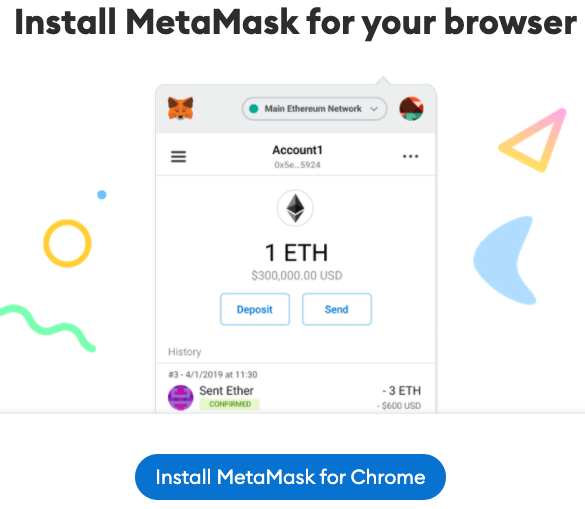 Install MetaMask for your browser
Main Ethereum Network
Account1
0x5e...5924
1 ETH
$300,000.00 USD
Deposit Send
History
#3 - 4/1/2019 at 11:30
Sent Ether - 3 ETH
CONFIRMED - $600 USD
Install MetaMask for Chrome